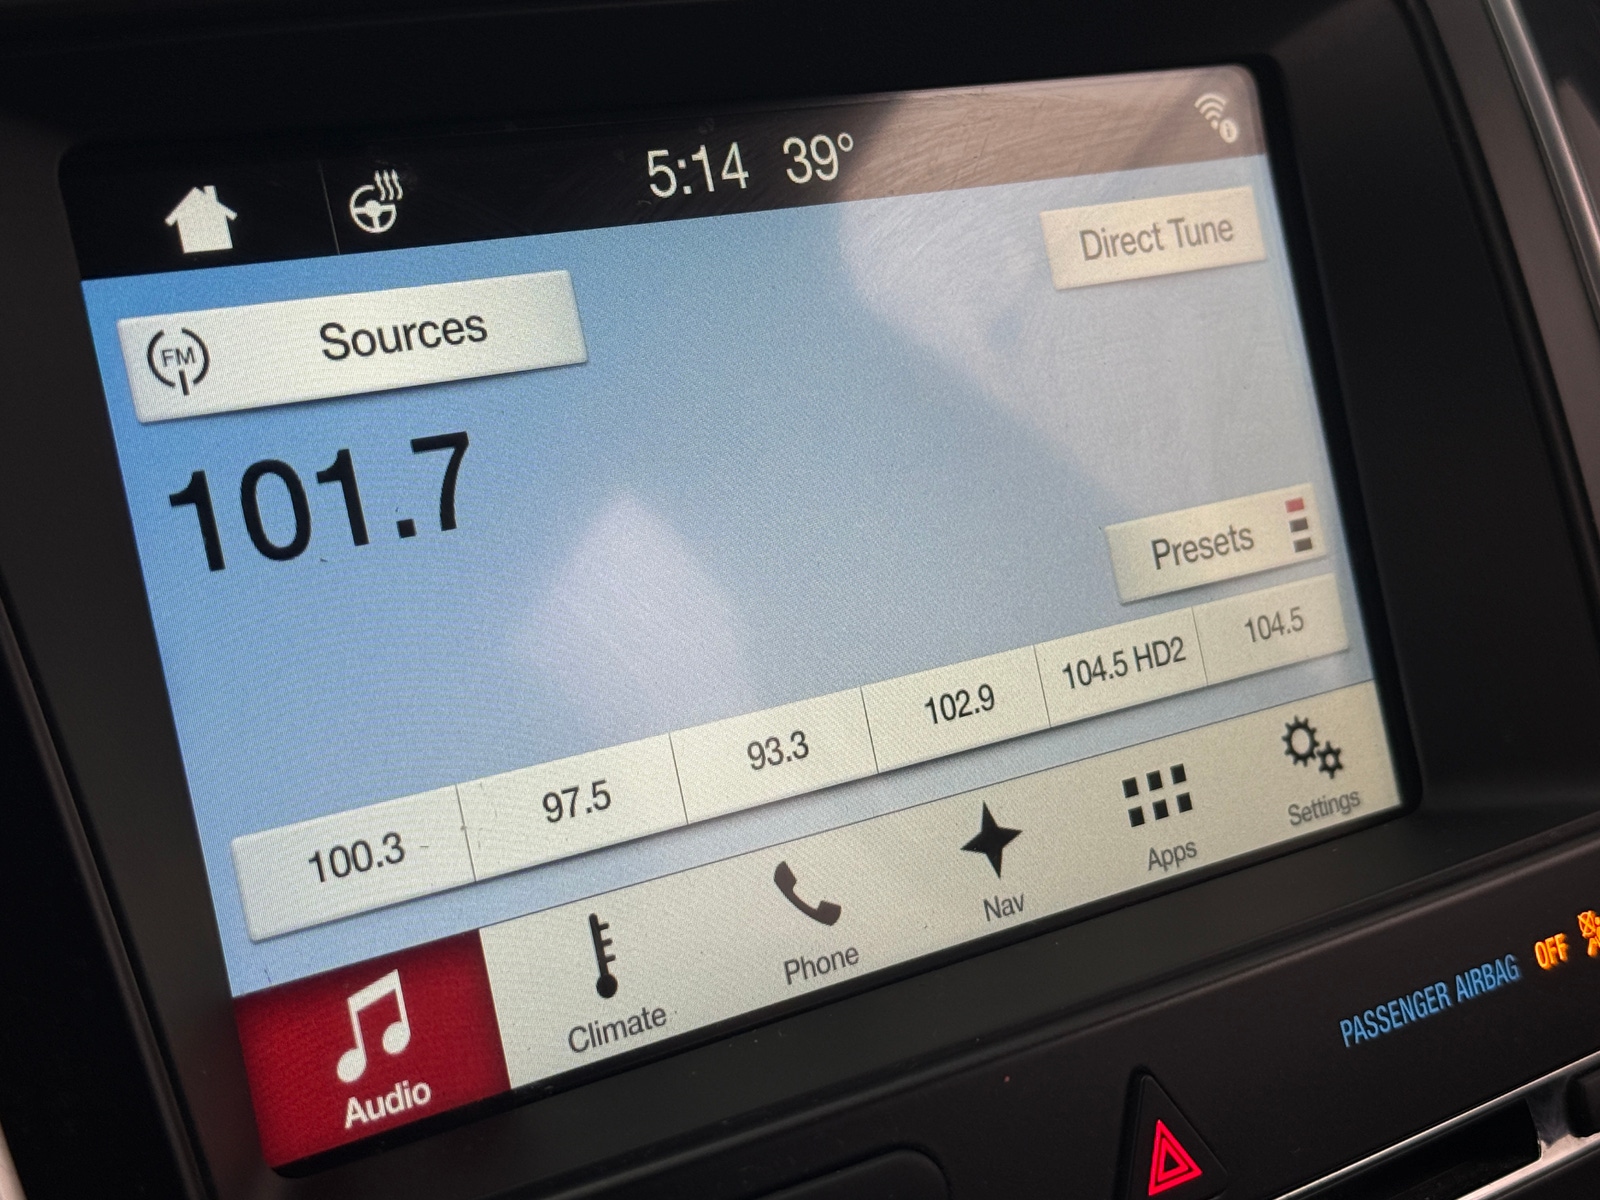 5:14 39°
Direct Tune
FM Sources
101.7
Presets
100.3 97.5 93.3 102.9 104.5 HD2 104.5
Audio Climate Phone Nav Apps Settings
PASSENGER AIRBAG OFF